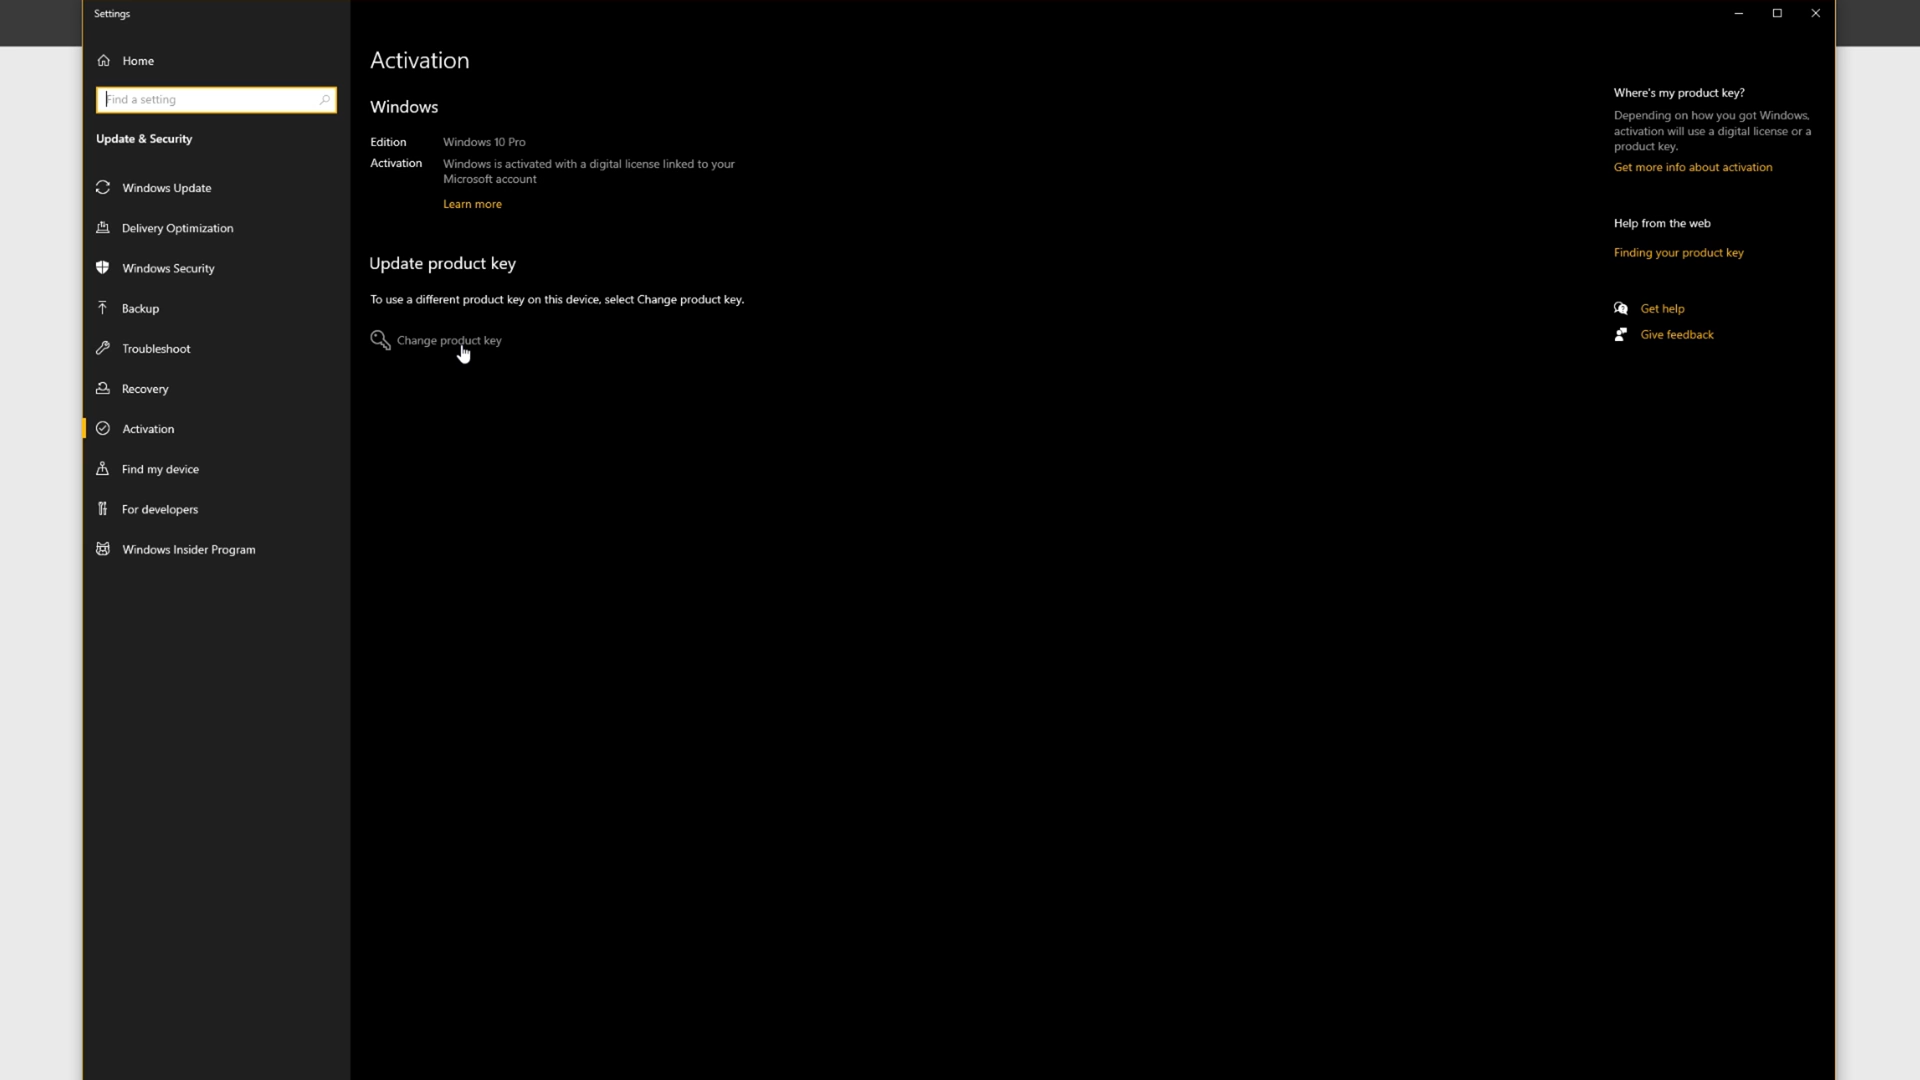 Settings
Home
Find a setting
Update & Security
Windows Update
Delivery Optimization
Windows Security
Backup
Troubleshoot
Recovery
Activation
Find my device
For developers
Windows Insider Program
Activation
Windows
Edition Windows 10 Pro
Activation Windows is activated with a digital license linked to your
Microsoft account
Learn more
Update product key
To use a different product key on this device, select Change product key.
Change product key
Where's my product key?
Depending on how you got Windows,
activation will use a digital license or a
product key.
Get more info about activation
Help from the web
Finding your product key
Get help
Give feedback